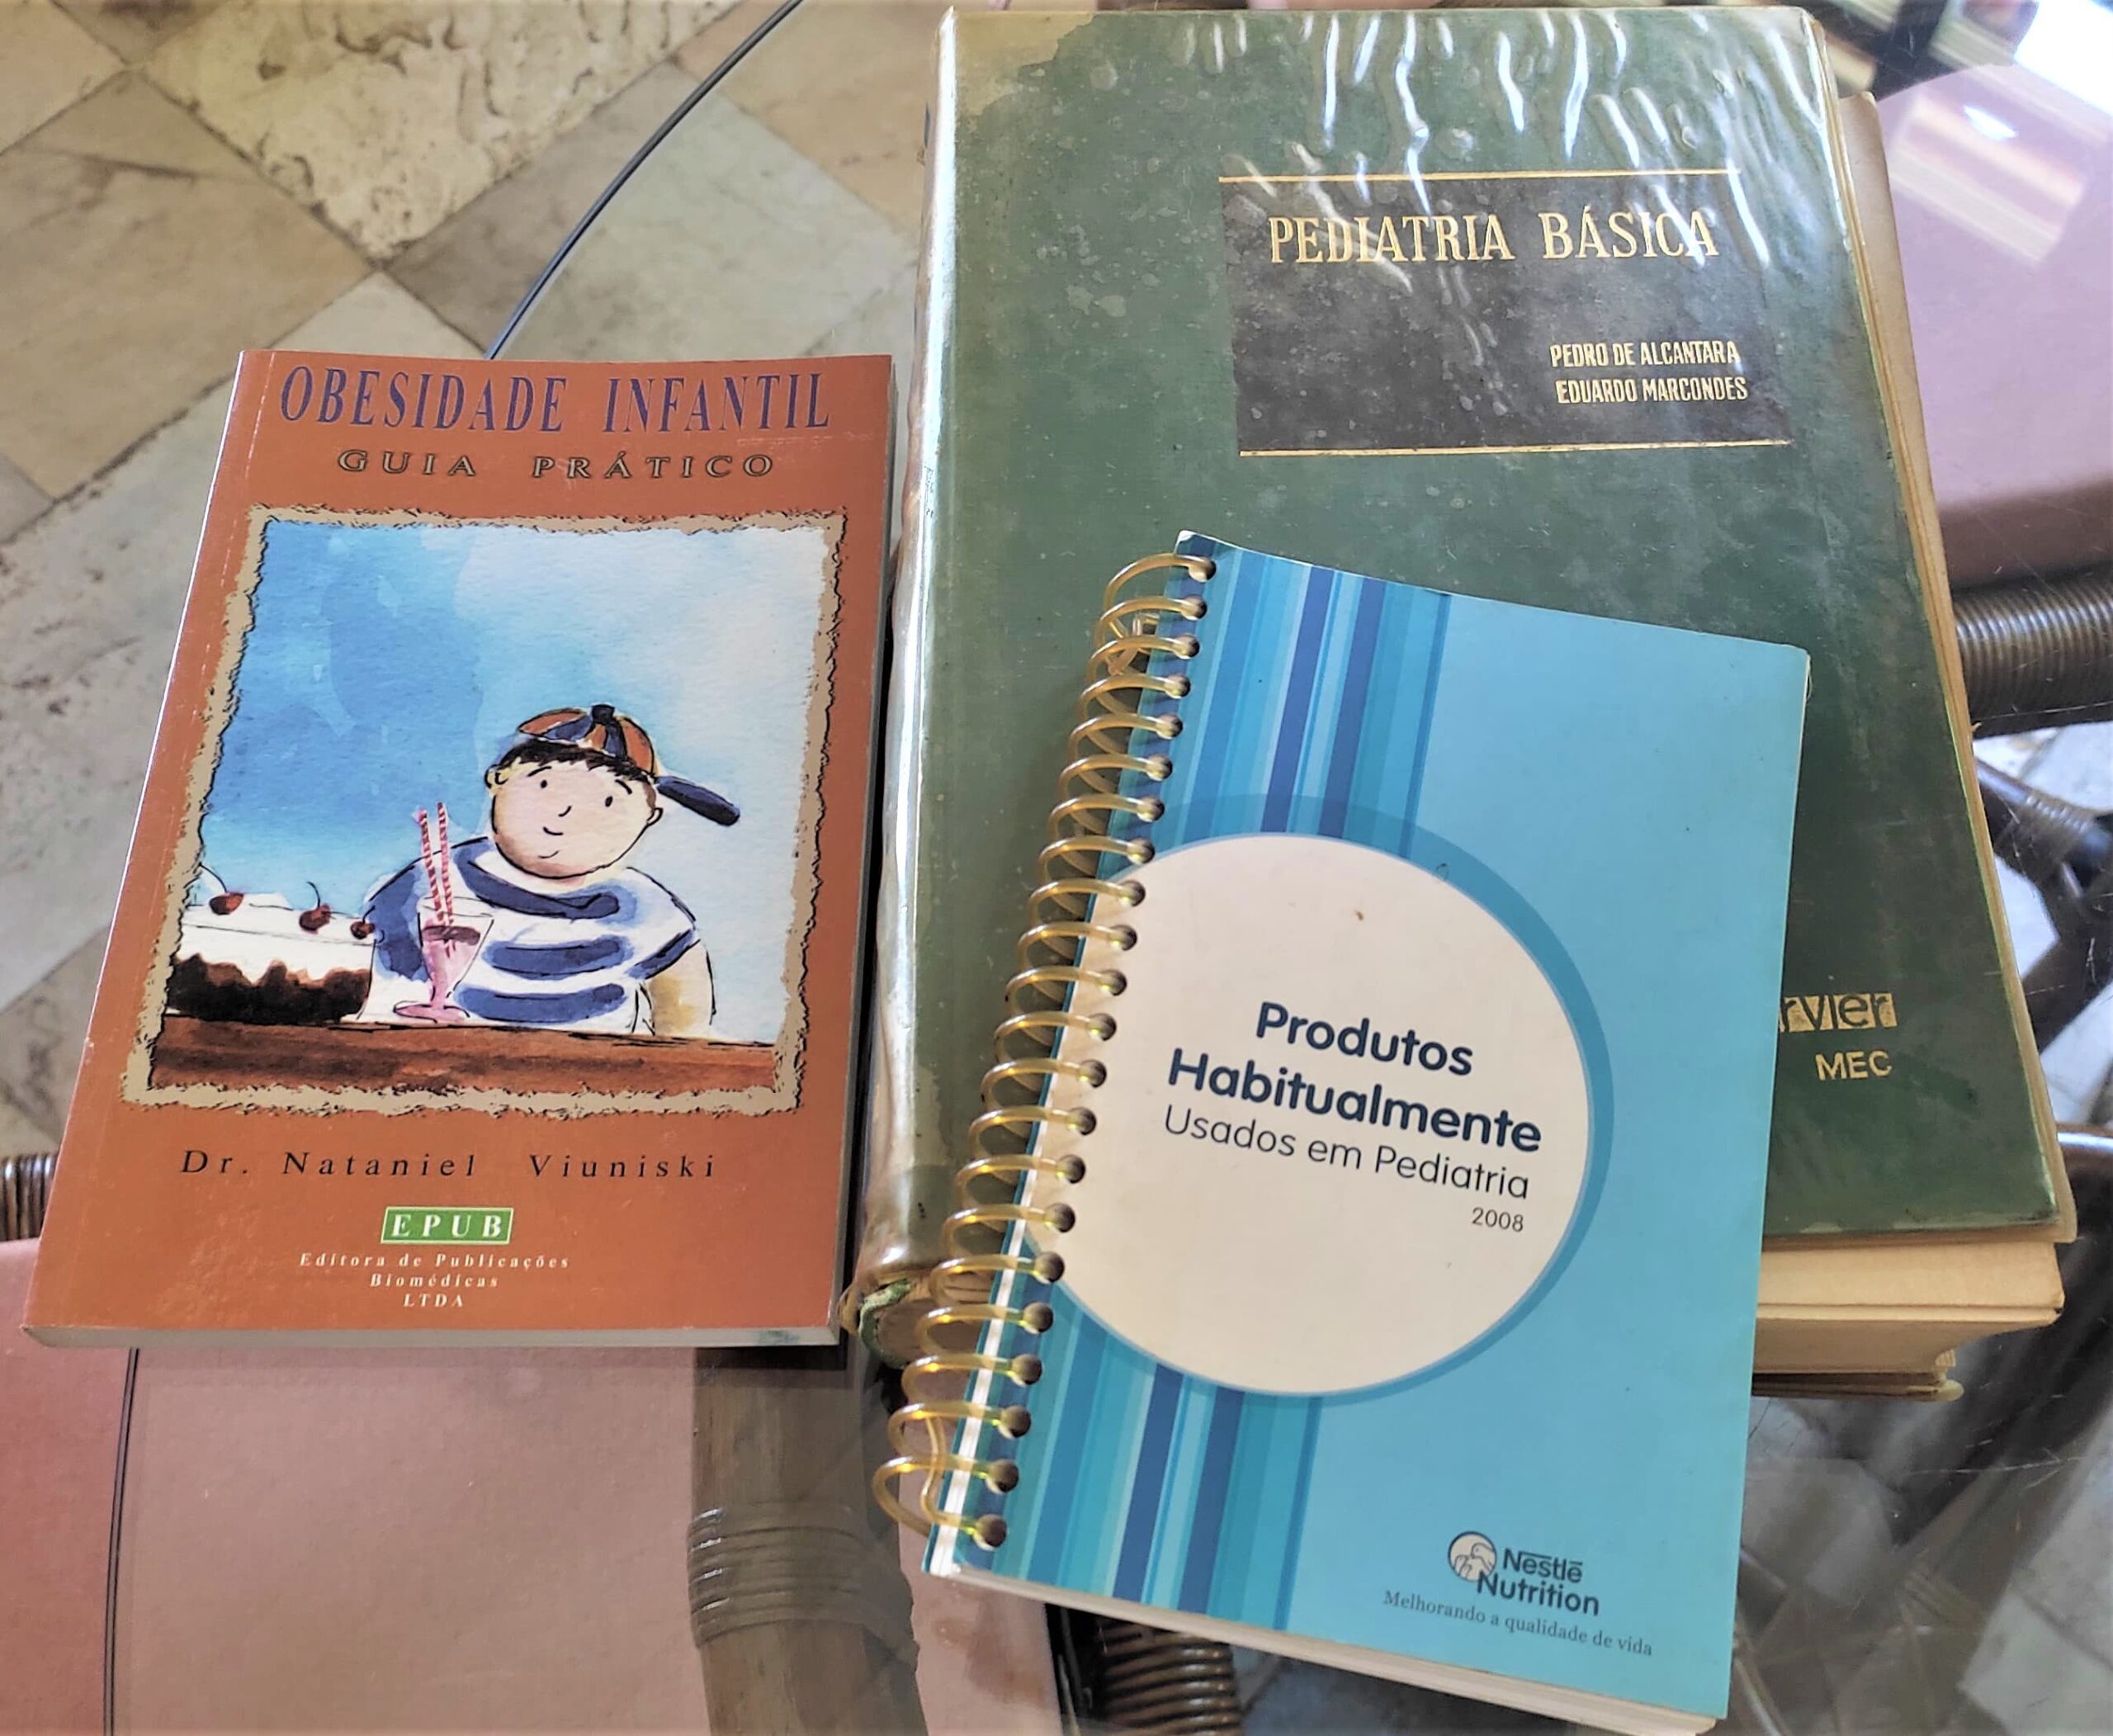 OBESIDADE INFANTIL
GUIA PRÁTICO
Dr. Nataniel Viuniski
EPUB
Editora de Publicações
Biomédicas
LTDA
PEDIATRIA BÁSICA
PEDRO DE ALCANTARA
EDUARDO MARCONDES
MEC
Produtos
Habitualmente
Usados em Pediatria
2008
Nestlé
Nutrition
Melhorando a qualidade de vida